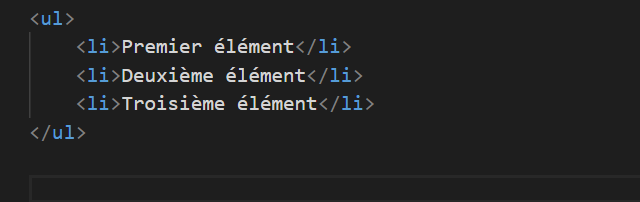 <ul>
    <li>Premier élément</li>
    <li>Deuxième élément</li>
    <li>Troisième élément</li>
</ul>